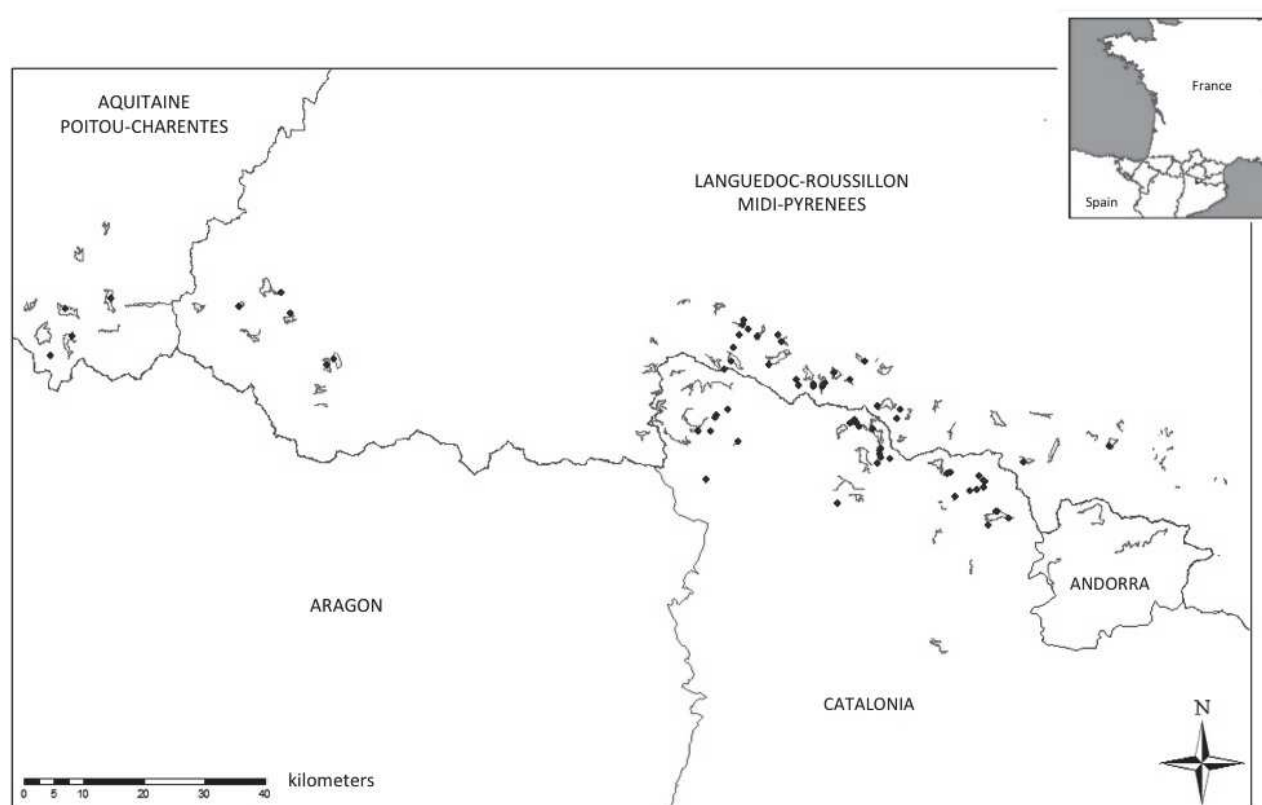 AQUITAINE
POITOU-CHARENTES
LANGUEDOC-ROUSSILLON
MIDI-PYRENEES
France
Spain
ARAGON
ANDORRA
CATALONIA
N
kilometers
0 5 10 20 30 40